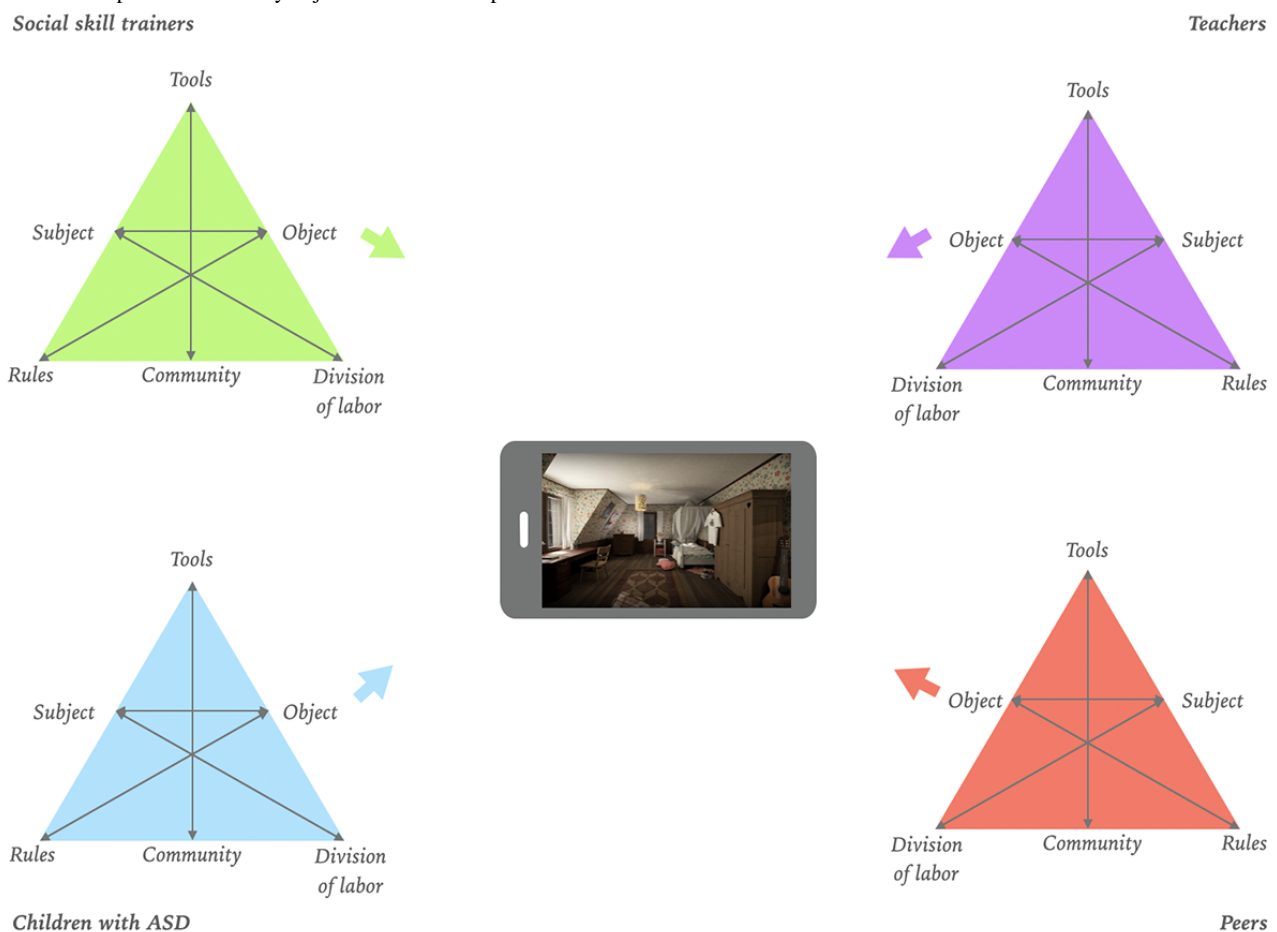 Social skill trainers
Teachers
Tools
Subject
Object
Rules
Community
Division
of labor
Tools
Object
Subject
Division
of labor
Community
Rules
Tools
Subject
Object
Rules
Community
Division
of labor
Tools
Object
Subject
Division
of labor
Community
Rules
Children with ASD
Peers